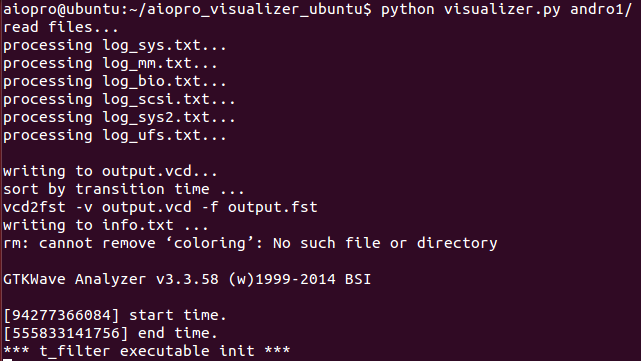 aiopro@ubuntu:~/aiopro_visualizer_ubuntu$ python visualizer.py andro1/
read files...
processing log_sys.txt...
processing log_mm.txt...
processing log_bio.txt...
processing log_scsi.txt...
processing log_sys2.txt...
processing log_ufs.txt...
writing to output.vcd...
sort by transition time ...
vcd2fst -v output.vcd -f output.fst
writing to info.txt ...
rm: cannot remove ‘coloring’: No such file or directory
GTKWave Analyzer v3.3.58 (w)1999-2014 BSI
[94277366084] start time.
[555833141756] end time.
*** t_filter executable init ***